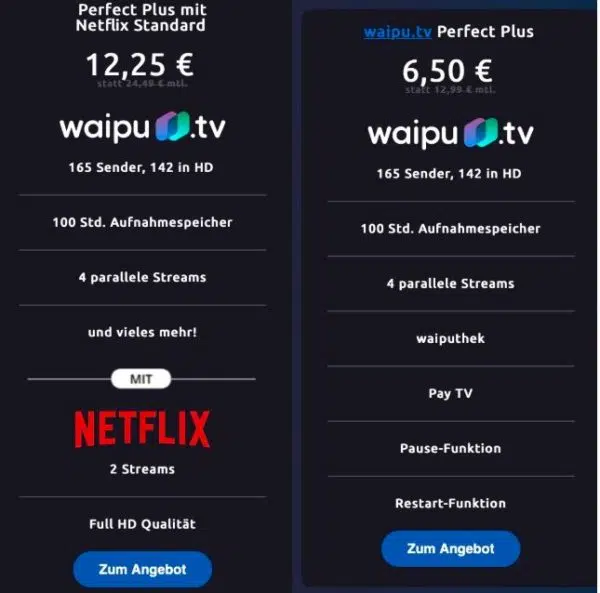 Perfect Plus mit
Netflix Standard
12,25 €
statt 24,49 € mtl.
waipu.tv
165 Sender, 142 in HD
100 Std. Aufnahmespeicher
4 parallele Streams
und vieles mehr!
MIT
NETFLIX
2 Streams
Full HD Qualität
Zum Angebot
waipu.tv Perfect Plus
6,50 €
statt 12,99 € mtl.
waipu.tv
165 Sender, 142 in HD
100 Std. Aufnahmespeicher
4 parallele Streams
waiputhek
Pay TV
Pause-Funktion
Restart-Funktion
Zum Angebot